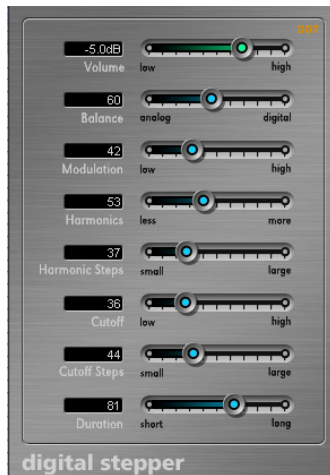 -5.0dB
Volume
low high
60
Balance
analog digital
42
Modulation
low high
53
Harmonics
less more
37
Harmonic Steps
small large
36
Cutoff
low high
44
Cutoff Steps
small large
81
Duration
short long
digital stepper